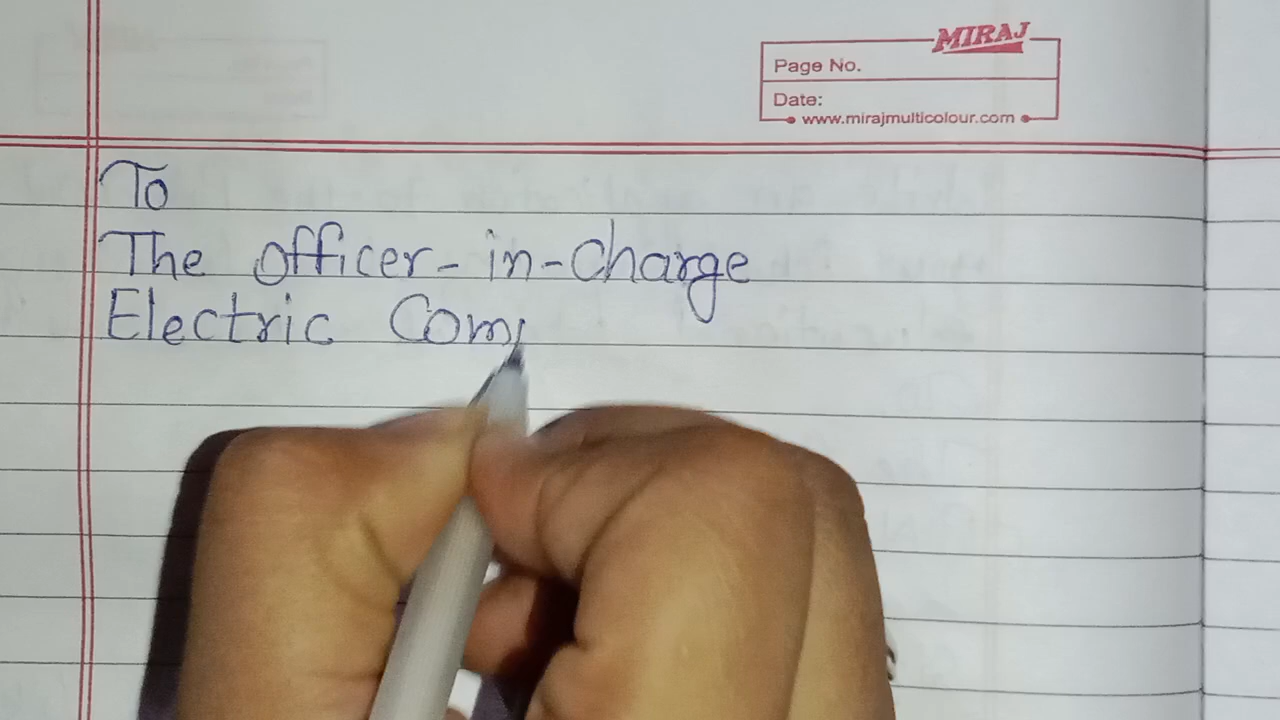 MIRAJ
Page No.
Date:
www.mirajmulticolour.com
To
The officer-in-charge
Electric Com